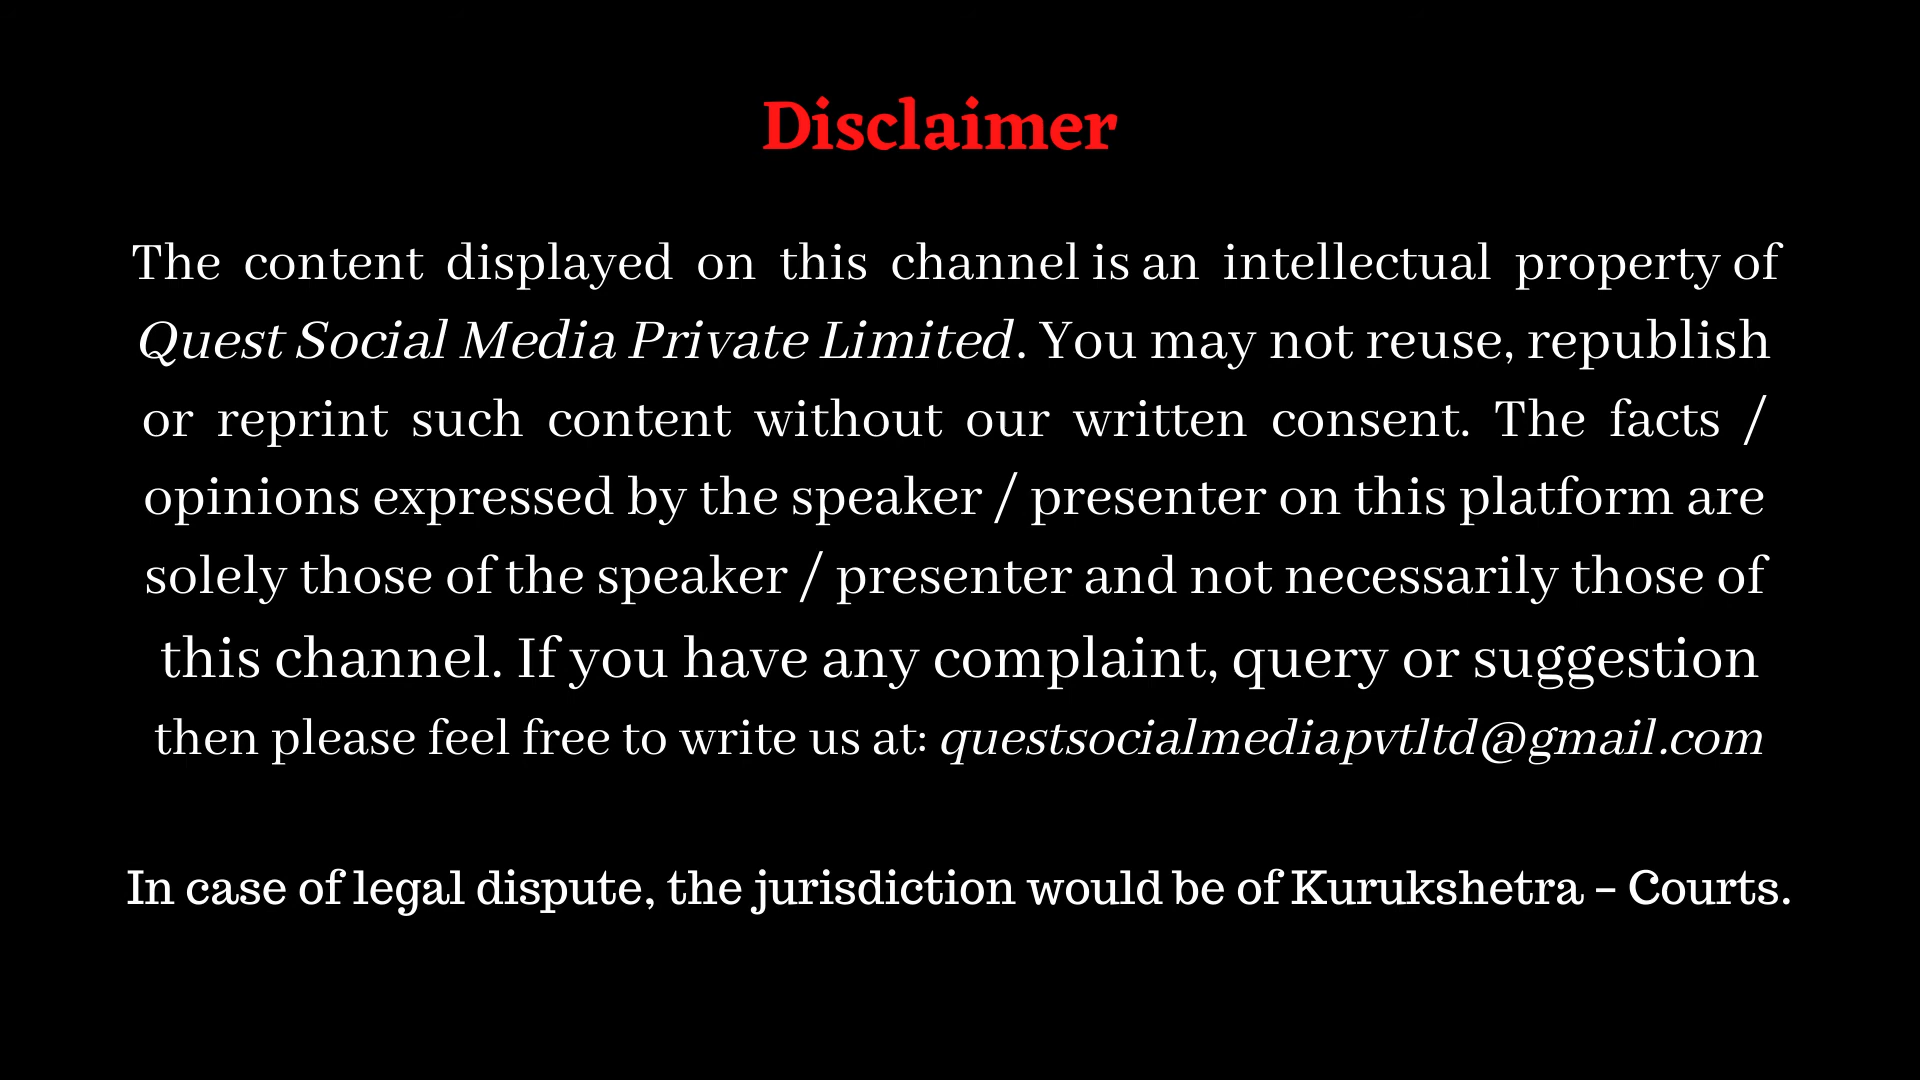 Disclaimer
The content displayed on this channel is an intellectual property of
Quest Social Media Private Limited. You may not reuse, republish
or reprint such content without our written consent. The facts /
opinions expressed by the speaker / presenter on this platform are
solely those of the speaker / presenter and not necessarily those of
this channel. If you have any complaint, query or suggestion
then please feel free to write us at: questsocialmediapvtltd@gmail.com
In case of legal dispute, the jurisdiction would be of Kurukshetra – Courts.